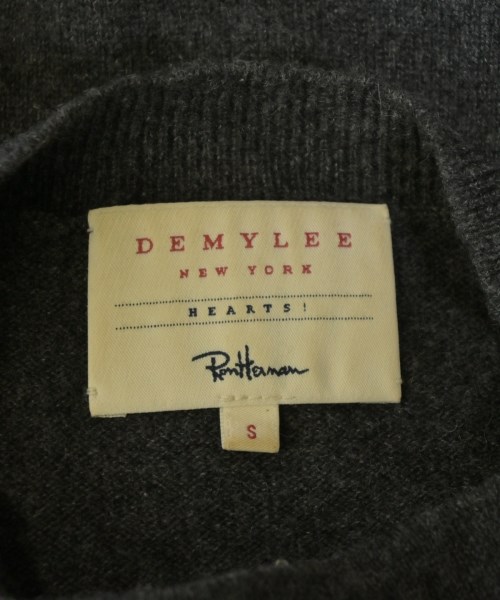 DEMYLEE
NEW YORK
HEARTS!
Ron Herman
S